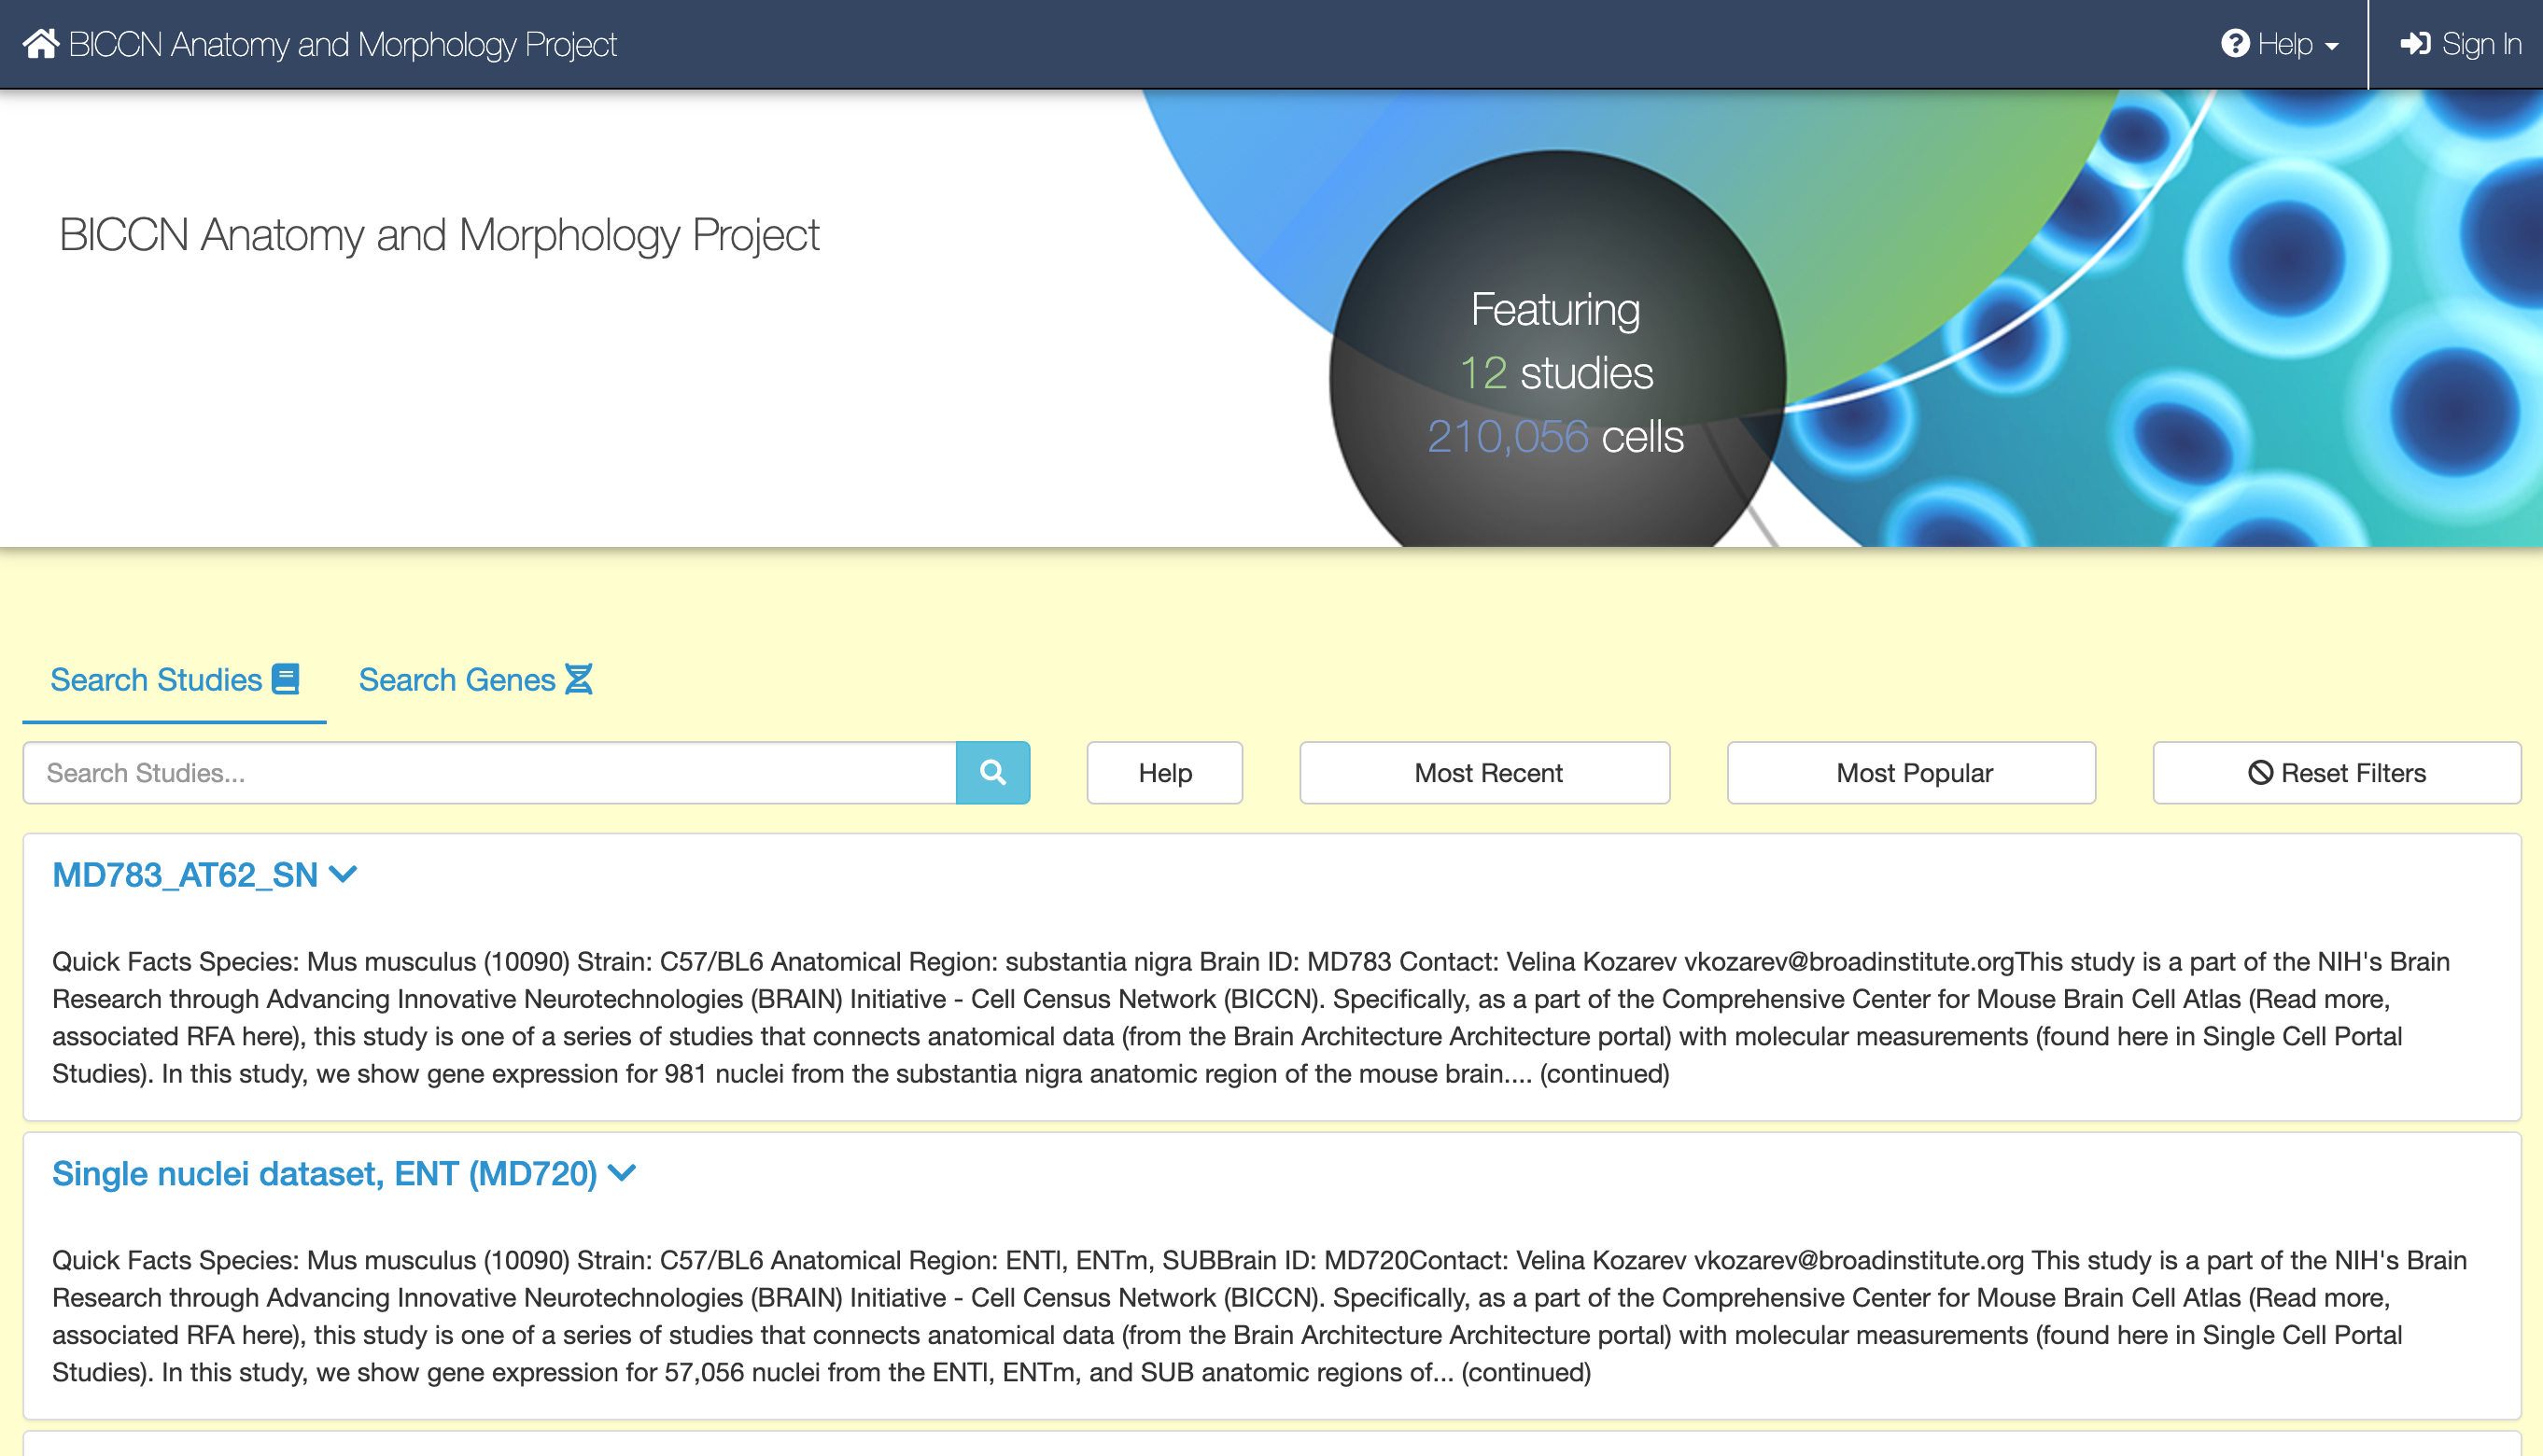 BICCN Anatomy and Morphology Project
Help
Sign In
BICCN Anatomy and Morphology Project
Featuring
12 studies
210,056 cells
Search Studies
Search Genes
Search Studies...
Help
Most Recent
Most Popular
Reset Filters
MD783_AT62_SN
Quick Facts Species: Mus musculus (10090) Strain: C57/BL6 Anatomical Region: substantia nigra Brain ID: MD783 Contact: Velina Kozarev vkozarev@broadinstitute.orgThis study is a part of the NIH's Brain
Research through Advancing Innovative Neurotechnologies (BRAIN) Initiative - Cell Census Network (BICCN). Specifically, as a part of the Comprehensive Center for Mouse Brain Cell Atlas (Read more,
associated RFA here), this study is one of a series of studies that connects anatomical data (from the Brain Architecture Architecture portal) with molecular measurements (found here in Single Cell Portal
Studies). In this study, we show gene expression for 981 nuclei from the substantia nigra anatomic region of the mouse brain.... (continued)
Single nuclei dataset, ENT (MD720)
Quick Facts Species: Mus musculus (10090) Strain: C57/BL6 Anatomical Region: ENTl, ENTm, SUBBrain ID: MD720Contact: Velina Kozarev vkozarev@broadinstitute.org This study is a part of the NIH's Brain
Research through Advancing Innovative Neurotechnologies (BRAIN) Initiative - Cell Census Network (BICCN). Specifically, as a part of the Comprehensive Center for Mouse Brain Cell Atlas (Read more,
associated RFA here), this study is one of a series of studies that connects anatomical data (from the Brain Architecture Architecture portal) with molecular measurements (found here in Single Cell Portal
Studies). In this study, we show gene expression for 57,056 nuclei from the ENTl, ENTm, and SUB anatomic regions of... (continued)